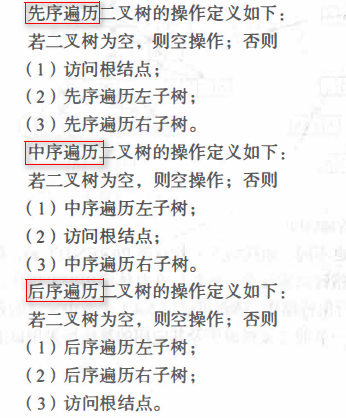 先序遍历二叉树的操作定义如下：
若二叉树为空，则空操作；否则
（1）访问根结点；
（2）先序遍历左子树；
（3）先序遍历右子树。
中序遍历二叉树的操作定义如下：
若二叉树为空，则空操作；否则
（1）中序遍历左子树；
（2）访问根结点；
（3）中序遍历右子树。
后序遍历二叉树的操作定义如下：
若二叉树为空，则空操作；否则
（1）后序遍历左子树；
（2）后序遍历右子树；
（3）访问根结点。